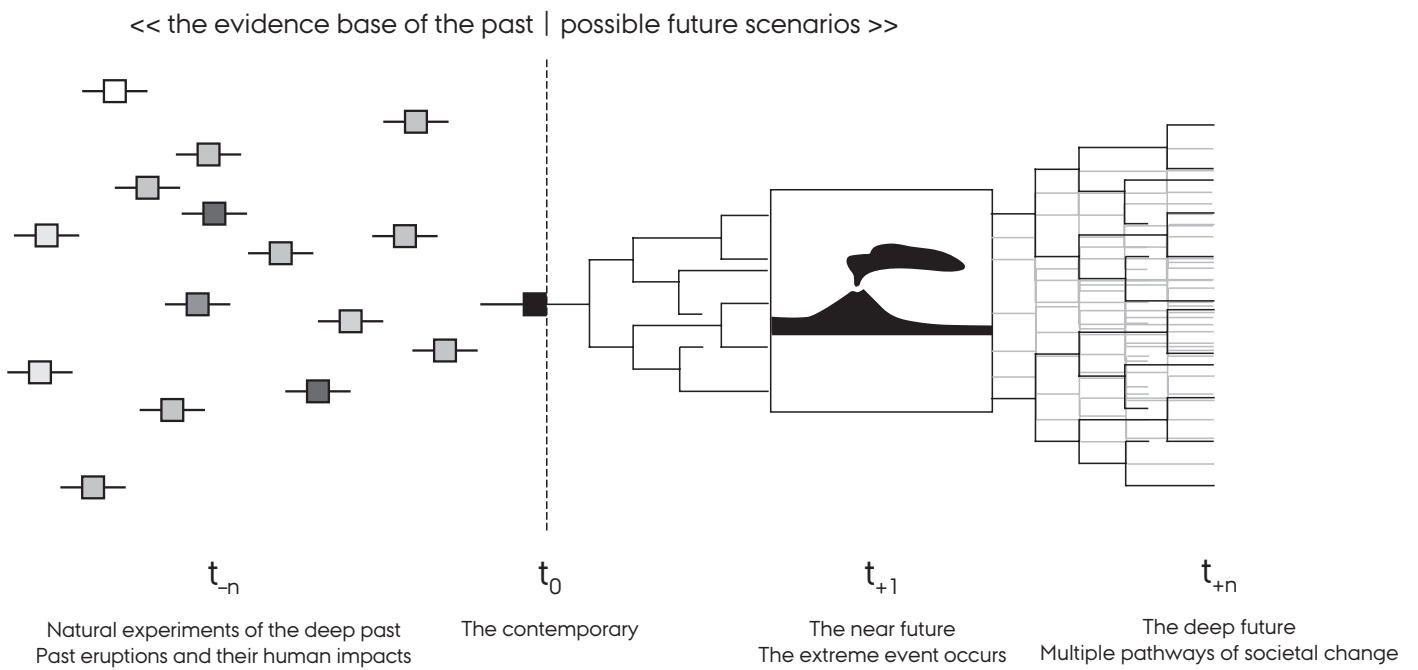 << the evidence base of the past | possible future scenarios >>
t–n
t0
t+1
t+n
Natural experiments of the deep past
Past eruptions and their human impacts
The contemporary
The near future
The extreme event occurs
The deep future
Multiple pathways of societal change